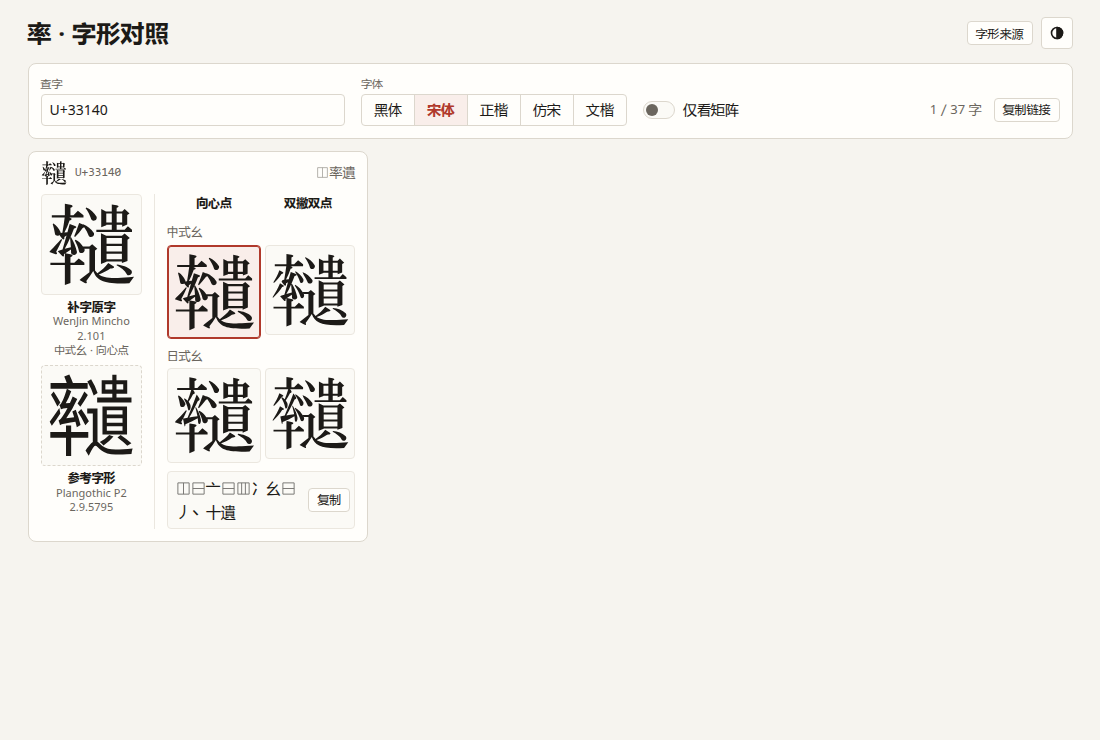 率 · 字形对照
字形来源
查字
字体
U+33140
黑体
宋体
正楷
仿宋
文楷
仅看矩阵
1 / 37 字
复制链接
U+33140
⿰率遺
补字原字
WenJin Mincho
2.101
中式幺 · 向心点
参考字形
Plangothic P2
2.9.5795
向心点
双撇双点
中式幺
日式幺
⿰⿱亠⿱⿲冫幺⿱
丿丶十遺
复制